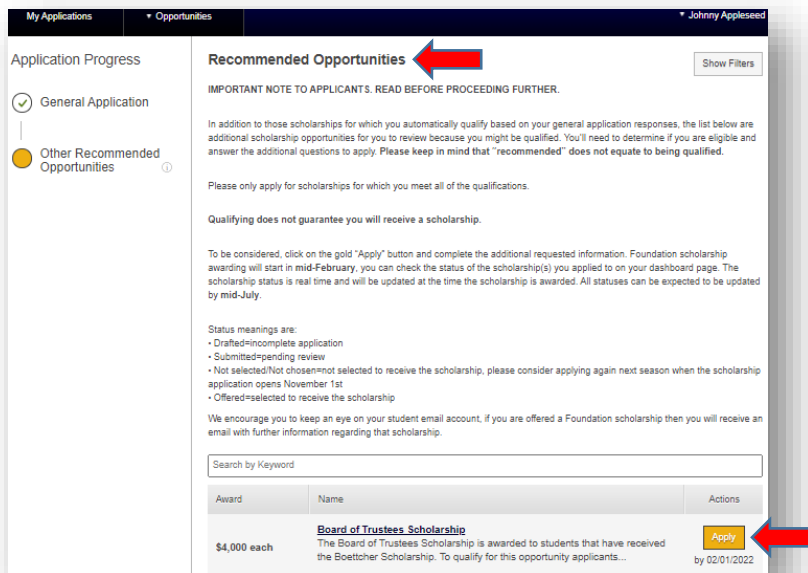 My Applications ▾ Opportunities ▾ Johnny Appleseed
Application Progress
General Application
Other Recommended
Opportunities
Recommended Opportunities
Show Filters
IMPORTANT NOTE TO APPLICANTS. READ BEFORE PROCEEDING FURTHER.
In addition to those scholarships for which you automatically qualify based on your general application responses, the list below are
additional scholarship opportunities for you to review because you might be qualified. You'll need to determine if you are eligible and
answer the additional questions to apply. Please keep in mind that "recommended" does not equate to being qualified.
Please only apply for scholarships for which you meet all of the qualifications.
Qualifying does not guarantee you will receive a scholarship.
To be considered, click on the gold "Apply" button and complete the additional requested information. Foundation scholarship
awarding will start in mid-February, you can check the status of the scholarship(s) you applied to on your dashboard page. The
scholarship status is real time and will be updated at the time the scholarship is awarded. All statuses can be expected to be updated
by mid-July.
Status meanings are:
• Drafted=incomplete application
• Submitted=pending review
• Not selected/Not chosen=not selected to receive the scholarship, please consider applying again next season when the scholarship
application opens November 1st
• Offered=selected to receive the scholarship
We encourage you to keep an eye on your student email account, if you are offered a Foundation scholarship then you will receive an
email with further information regarding that scholarship.
Search by Keyword
Award Name Actions
$4,000 each
Board of Trustees Scholarship
The Board of Trustees Scholarship is awarded to students that have received
the Boettcher Scholarship. To qualify for this opportunity applicants...
Apply
by 02/01/2022